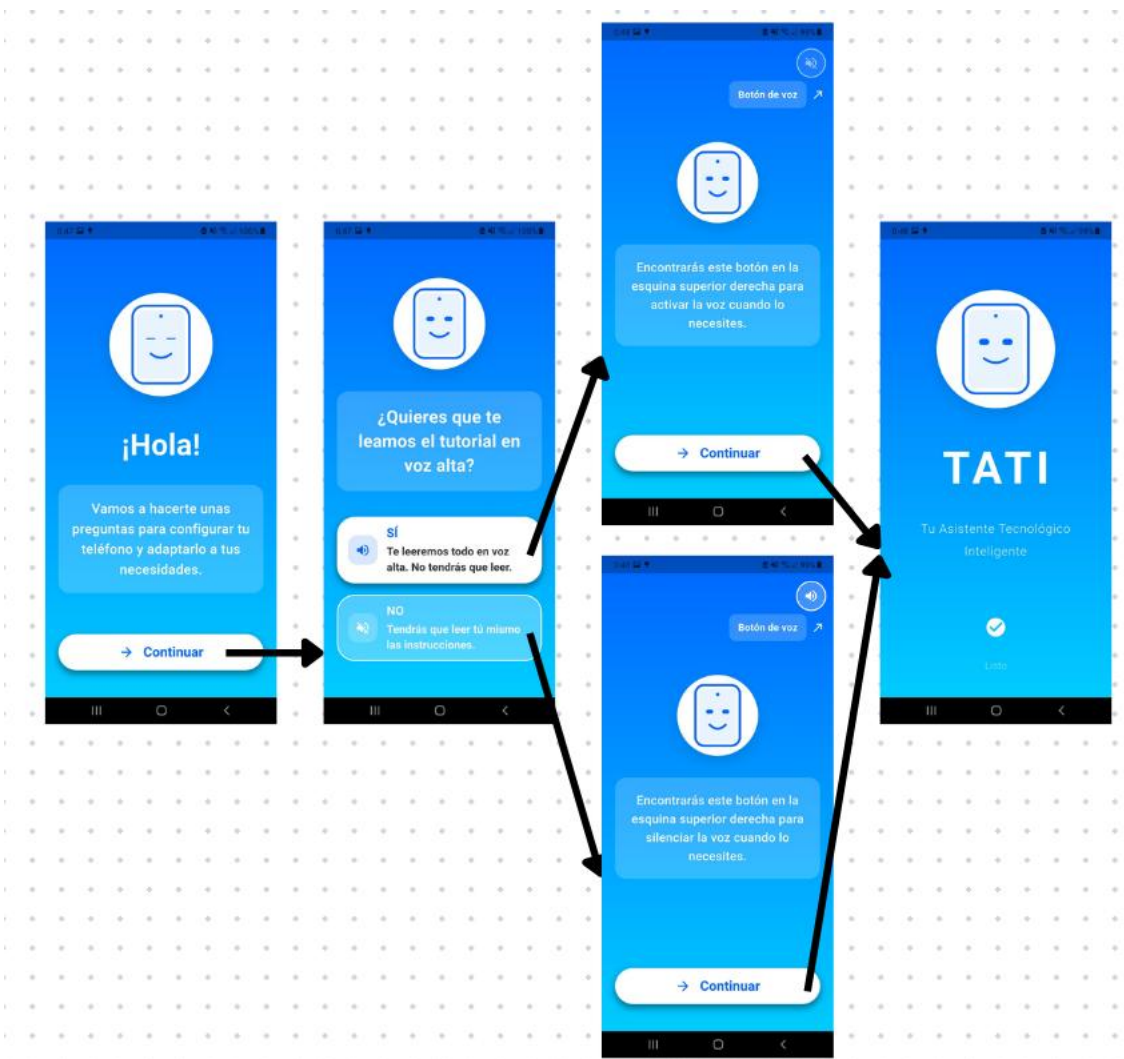 ¡Hola!
Vamos a hacerte unas
preguntas para configurar tu
teléfono y adaptarlo a tus
necesidades.
→ Continuar
¿Quieres que te
leamos el tutorial en
voz alta?
SÍ
Te leeremos todo en voz
alta. No tendrás que leer.
NO
Tendrás que leer tú mismo
las instrucciones.
Botón de voz
Encontrarás este botón en la
esquina superior derecha para
activar la voz cuando lo
necesites.
→ Continuar
Botón de voz
Encontrarás este botón en la
esquina superior derecha para
silenciar la voz cuando lo
necesites.
→ Continuar
TATI
Tu Asistente Tecnológico
Inteligente
Listo